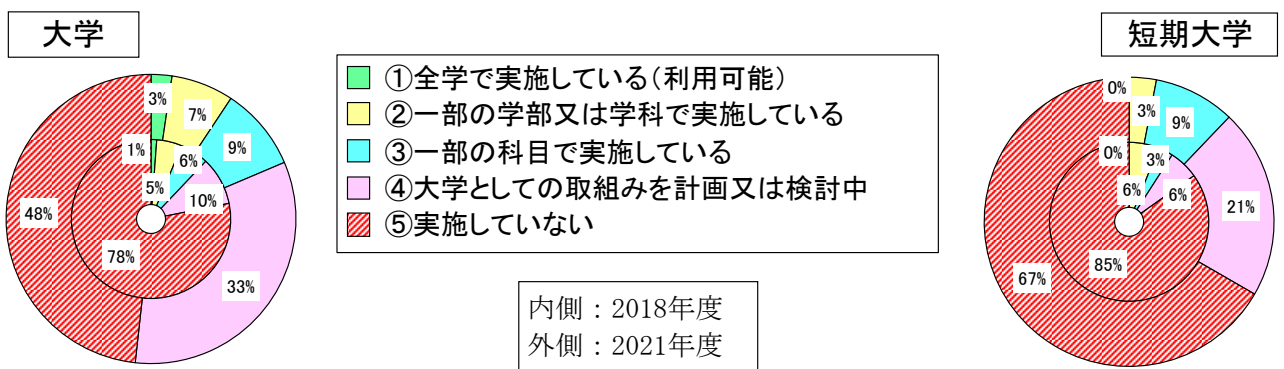 大学
短期大学
①全学で実施している(利用可能)
②一部の学部又は学科で実施している
③一部の科目で実施している
④大学としての取組みを計画又は検討中
⑤実施していない
3%
7%
9%
33%
48%
1%
5%
6%
10%
78%
0%
3%
9%
21%
67%
0%
6%
3%
6%
85%
内側：2018年度
外側：2021年度